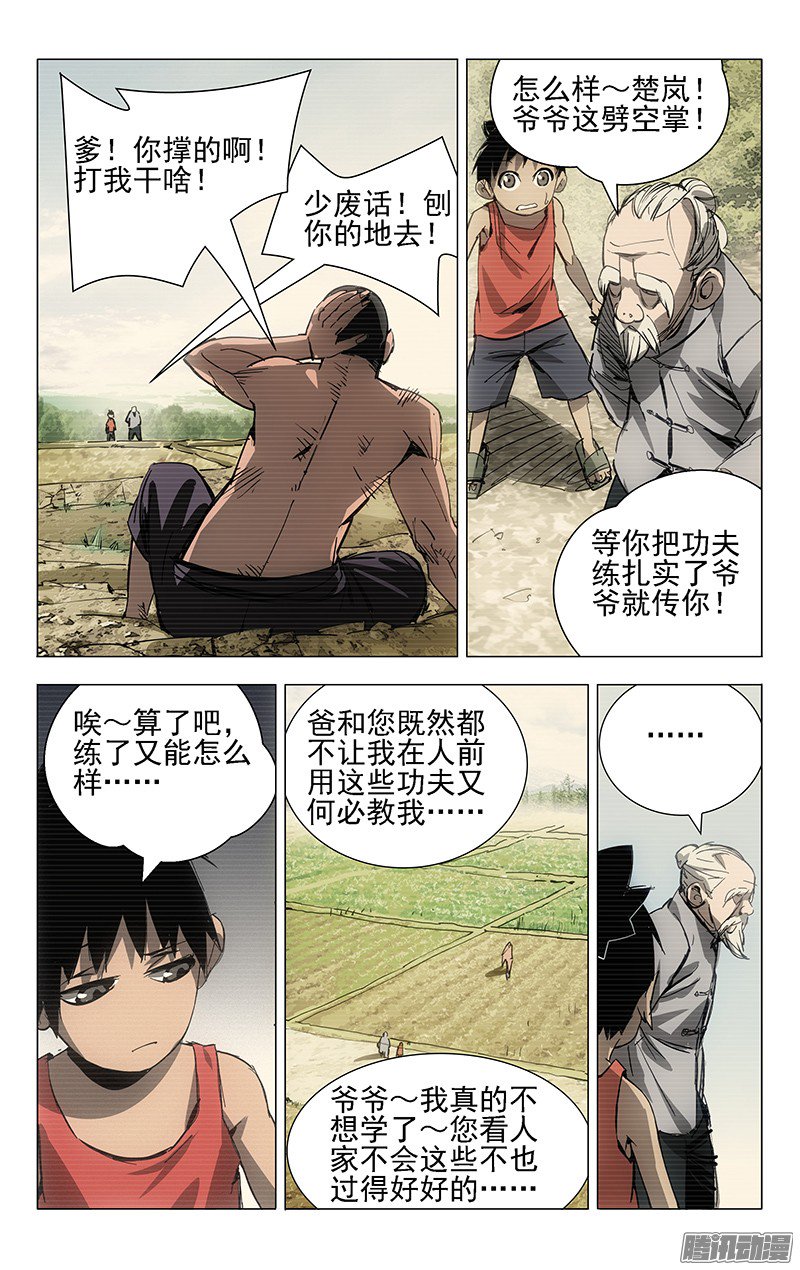 爹！你撑的啊！
打我干啥！
少废话！刨
你的地去！
怎么样～楚岚！
爷爷这劈空掌！
等你把功夫
练扎实了爷
爷就传你！
唉～算了吧，
练了又能怎么
样……
爸和您既然都
不让我在人前
用这些功夫又
何必教我……
爷爷～我真的不
想学了～您看人
家不会这些不也
过得好好的……
……
腾讯动漫